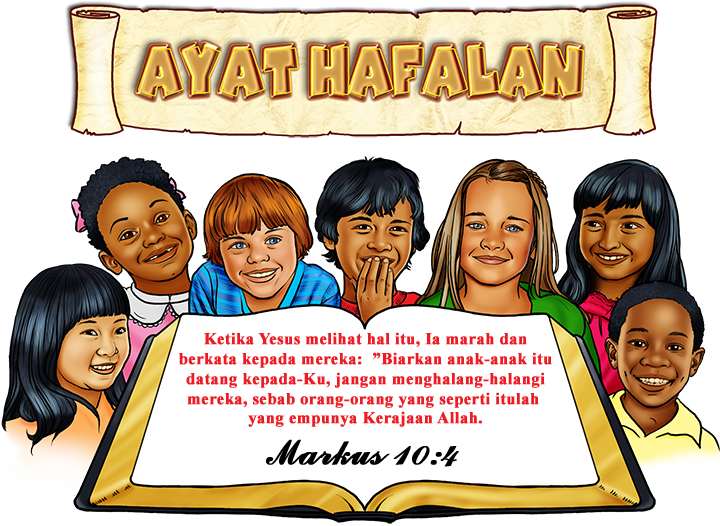 AYAT HAFALAN
Ketika Yesus melihat hal itu, Ia marah dan
berkata kepada mereka:  ”Biarkan anak-anak itu
datang kepada-Ku, jangan menghalang-halangi
mereka, sebab orang-orang yang seperti itulah
yang empunya Kerajaan Allah.
Markus 10:4